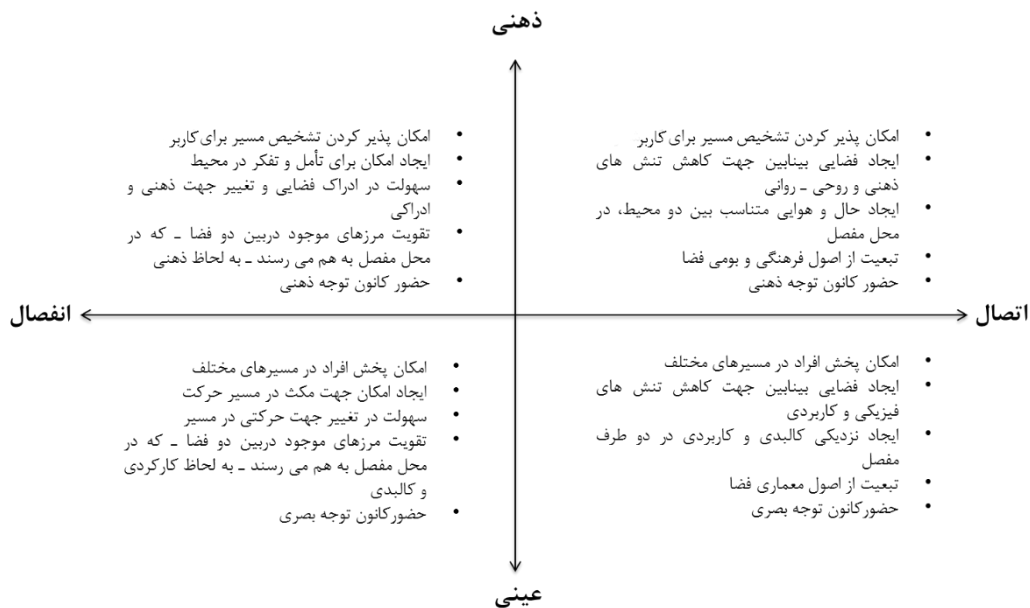 ذهنی
• امکان پذیر کردن تشخیص مسیر برای کاربر
• ایجاد فضایی بینابین جهت کاهش تنش های
ذهنی و روحی ـ روانی
• ایجاد حال و هوایی متناسب بین دو محیط، در
محل مفصل
• تبعیت از اصول فرهنگی و بومی فضا
• حضور کانون توجه ذهنی
• امکان پذیر کردن تشخیص مسیر برای کاربر
• ایجاد امکان برای تأمل و تفکر در محیط
• سهولت در ادراک فضایی و تغییر جهت ذهنی و
ادراکی
• تقویت مرزهای موجود دربین دو فضا ـ که در
محل مفصل به هم می رسند ـ به لحاظ ذهنی
• حضور کانون توجه ذهنی
اتصال
انفصال
• امکان پخش افراد در مسیرهای مختلف
• ایجاد فضایی بینابین جهت کاهش تنش های
فیزیکی و کاربردی
• ایجاد نزدیکی کالبدی و کاربردی در دو طرف
مفصل
• تبعیت از اصول معماری فضا
• حضورکانون توجه بصری
• امکان پخش افراد در مسیرهای مختلف
• ایجاد امکان جهت مکث در مسیر حرکت
• سهولت در تغییر جهت حرکتی در مسیر
• تقویت مرزهای موجود دربین دو فضا ـ که در
محل مفصل به هم می رسند ـ به لحاظ کارکردی
و کالبدی
• حضورکانون توجه بصری
عینی